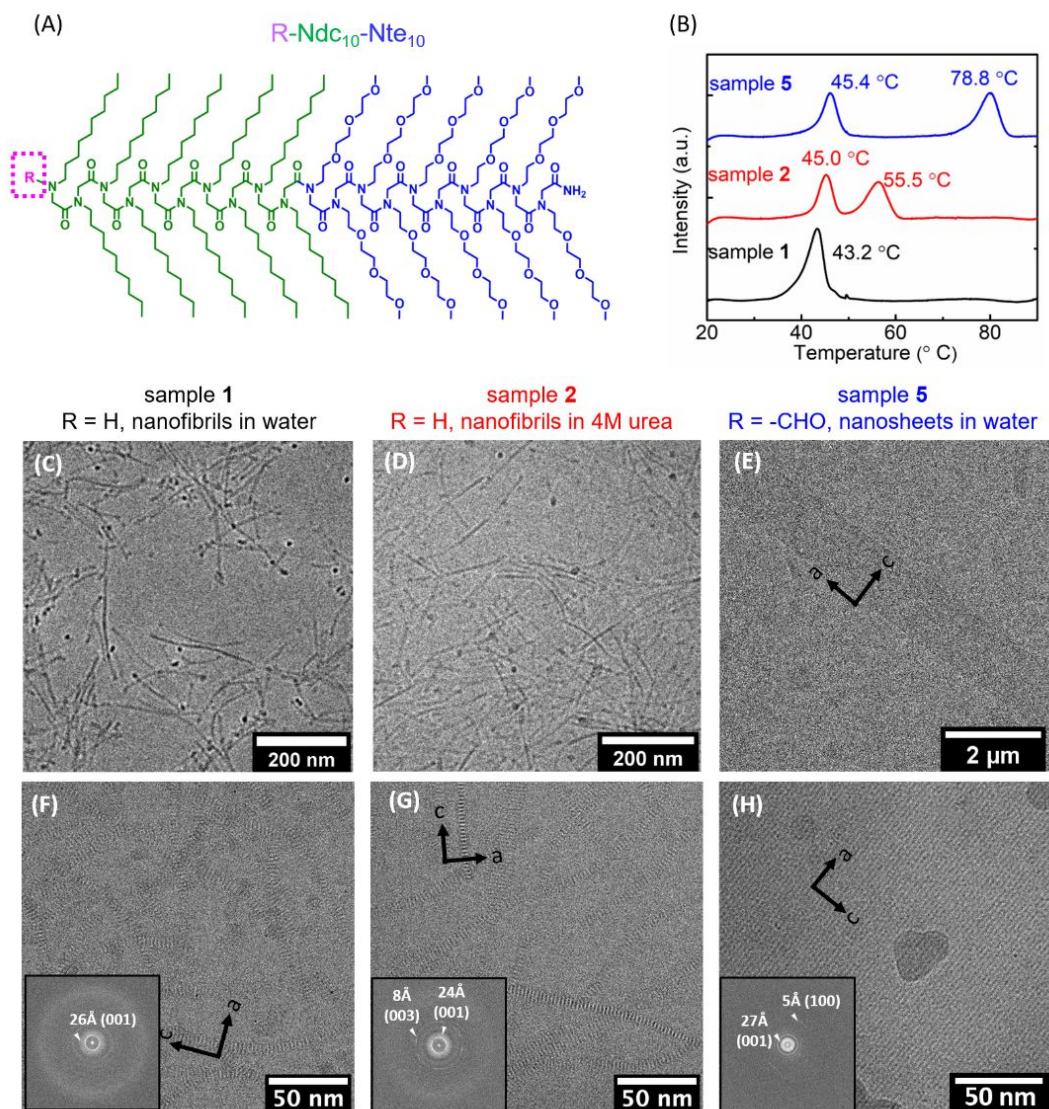 (A)
R-Ndc10-Nte10
R
N
O
N
O
N
O
N
O
N
O
N
O
N
O
N
O
N
O
N
O
NH2
(B)
Intensity (a.u.)
sample 5
45.4 °C
78.8 °C
sample 2
45.0 °C
55.5 °C
sample 1
43.2 °C
20 40 60 80
Temperature (° C)
sample 1
R = H, nanofibrils in water
sample 2
R = H, nanofibrils in 4M urea
sample 5
R = -CHO, nanosheets in water
(C)
200 nm
(D)
200 nm
(E)
a
c
2 μm
(F)
26Å (001)
c
a
50 nm
(G)
c
a
8Å
(003)
24Å
(001)
50 nm
(H)
a
c
5Å (100)
27Å
(001)
50 nm